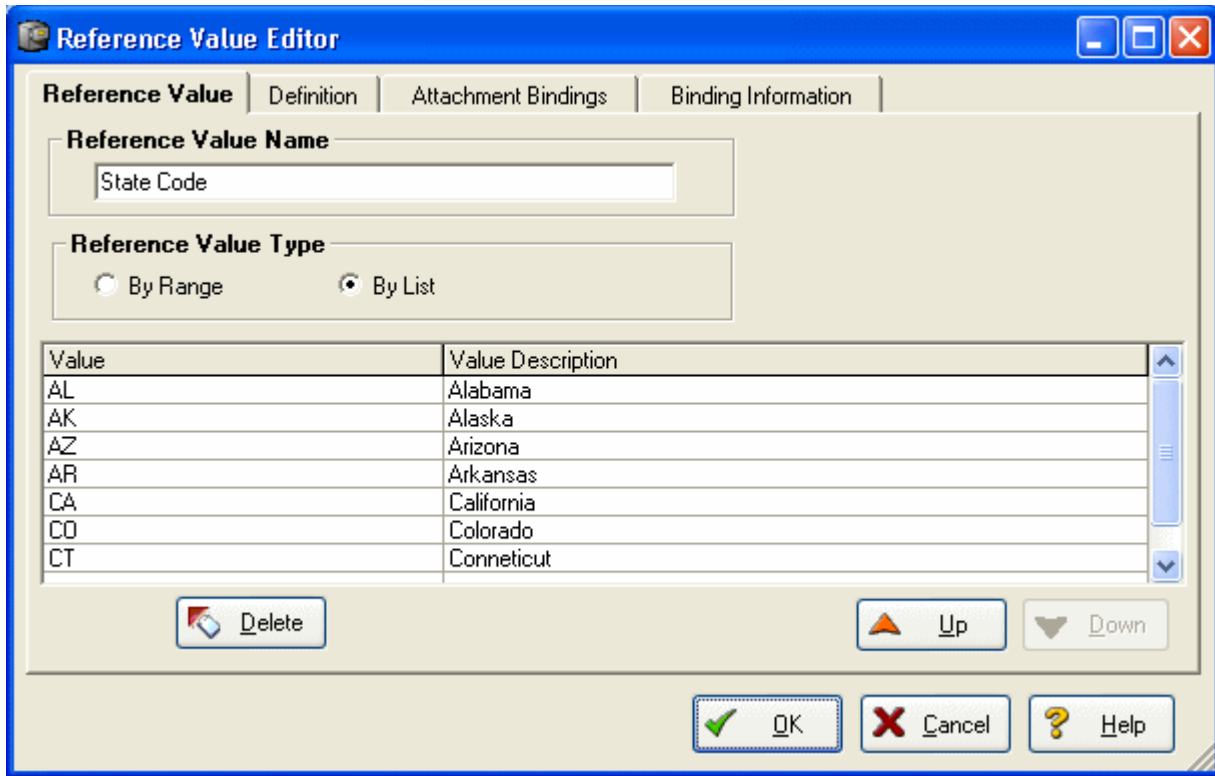 Reference Value Editor
Reference Value Definition Attachment Bindings Binding Information
Reference Value Name
State Code
Reference Value Type
By Range By List
Value Value Description
AL Alabama
AK Alaska
AZ Arizona
AR Arkansas
CA California
CO Colorado
CT Conneticut
Delete Up Down
OK Cancel Help